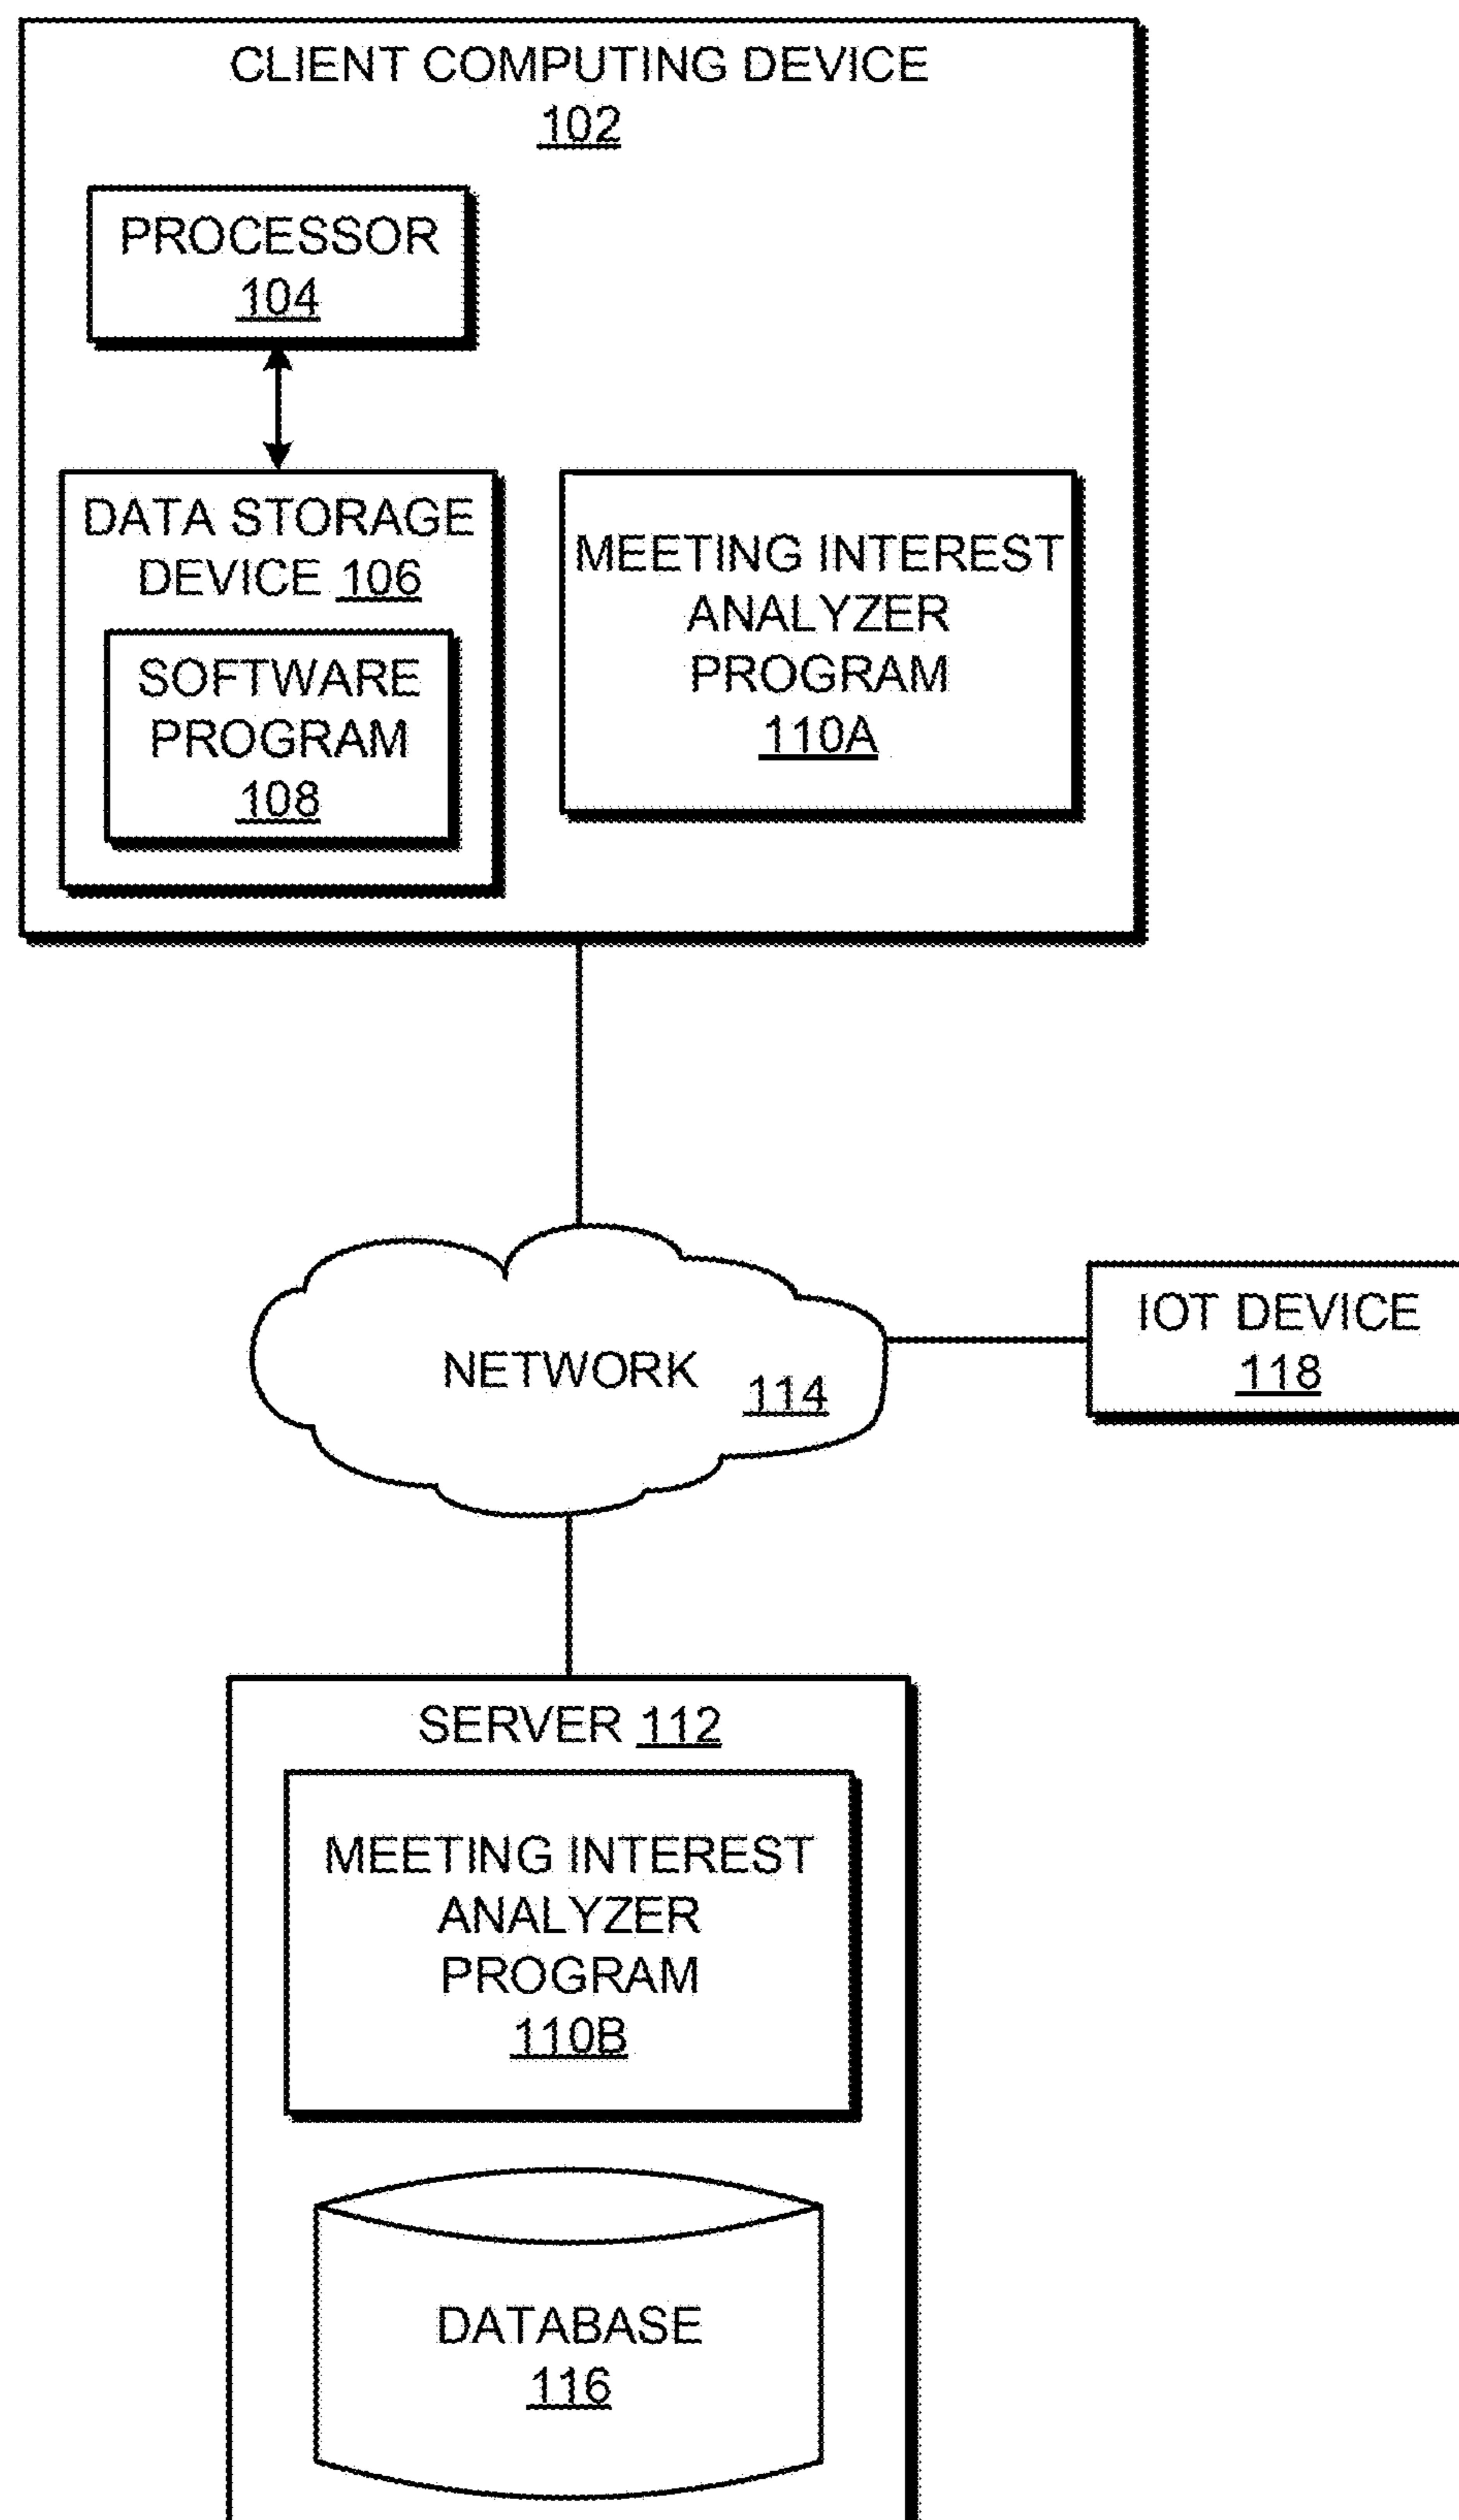 CLIENT COMPUTING DEVICE
102
PROCESSOR
104
DATA STORAGE
DEVICE 106
SOFTWARE
PROGRAM
108
MEETING INTEREST
ANALYZER
PROGRAM
110A
NETWORK 114
IOT DEVICE
118
SERVER 112
MEETING INTEREST
ANALYZER
PROGRAM
110B
DATABASE
116